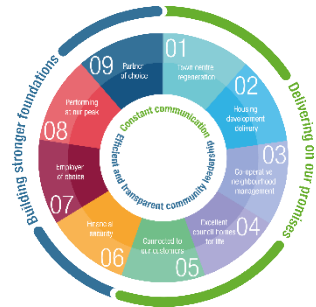 Building stronger foundations
Delivering on our promises
Constant communication
Efficient and transparent community leadership
01
Town centre
regeneration
02
Housing
development
delivery
03
Co-operative
neighbourhood
management
04
Excellent
council homes
for life
05
Connected to
our customers
06
Financial
security
07
Employer
of choice
08
Performing
at our peak
09
Partner
of choice